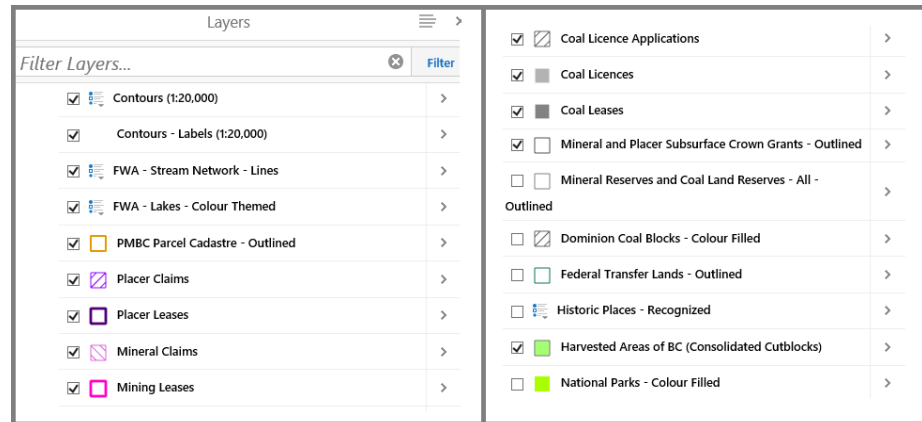 Layers
Filter Layers...
Filter
Contours (1:20,000)
Contours - Labels (1:20,000)
FWA - Stream Network - Lines
FWA - Lakes - Colour Themed
PMBC Parcel Cadastre - Outlined
Placer Claims
Placer Leases
Mineral Claims
Mining Leases
Coal Licence Applications
Coal Licences
Coal Leases
Mineral and Placer Subsurface Crown Grants - Outlined
Mineral Reserves and Coal Land Reserves - All -
Outlined
Dominion Coal Blocks - Colour Filled
Federal Transfer Lands - Outlined
Historic Places - Recognized
Harvested Areas of BC (Consolidated Cutblocks)
National Parks - Colour Filled